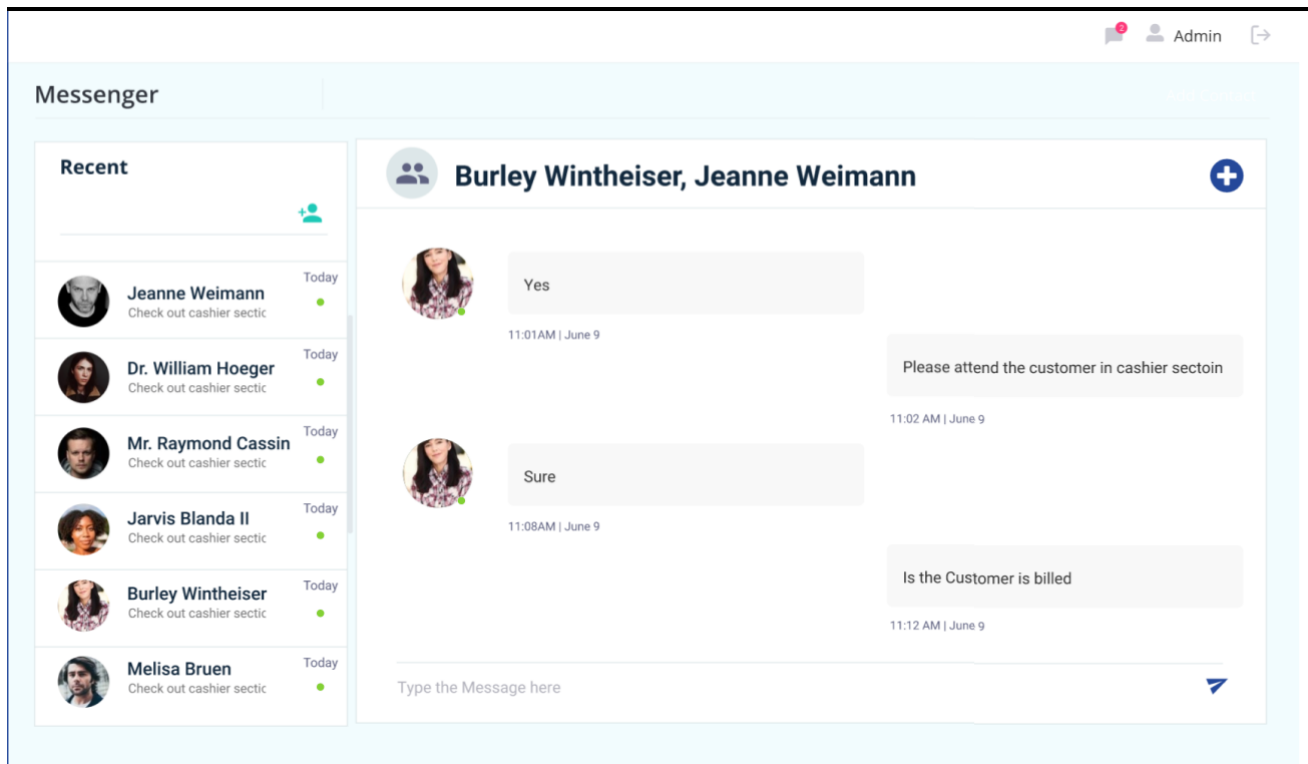 2
Admin
Messenger
Recent
Burley Wintheiser, Jeanne Weimann
Today
Jeanne Weimann
Check out cashier sectic
Today
Dr. William Hoeger
Check out cashier sectic
Today
Mr. Raymond Cassin
Check out cashier sectic
Today
Jarvis Blanda II
Check out cashier sectic
Today
Burley Wintheiser
Check out cashier sectic
Today
Melisa Bruen
Check out cashier sectic
Yes
11:01AM | June 9
Please attend the customer in cashier sectoin
11:02 AM | June 9
Sure
11:08AM | June 9
Is the Customer is billed
11:12 AM | June 9
Type the Message here